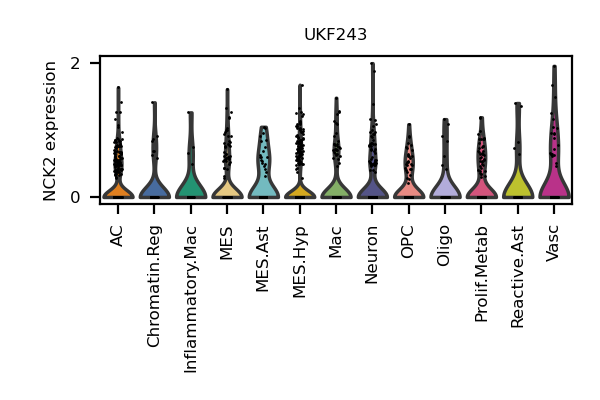 UKF243
NCK2 expression
2
0
AC
Chromatin.Reg
Inflammatory.Mac
MES
MES.Ast
MES.Hyp
Mac
Neuron
OPC
Oligo
Prolif.Metab
Reactive.Ast
Vasc